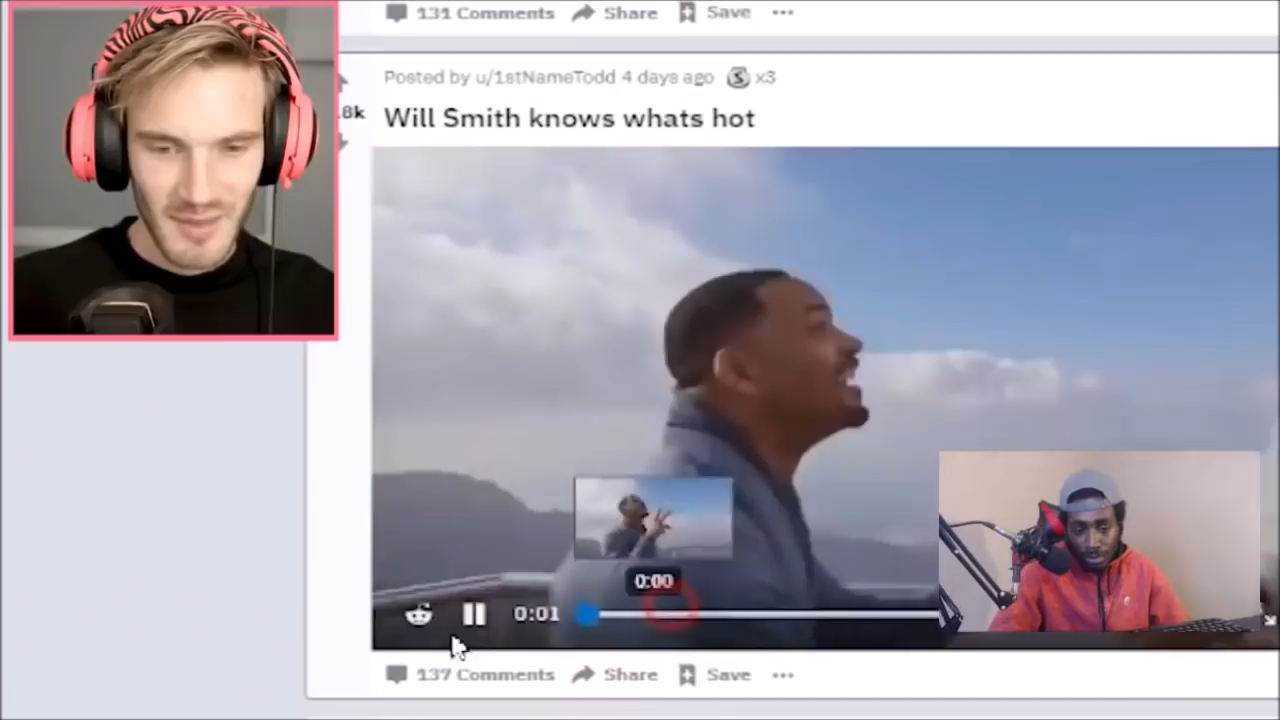 131 Comments Share Save
Posted by u/1stNameTodd 4 days ago x3
.8k
Will Smith knows whats hot
0:00
0:01
137 Comments Share Save